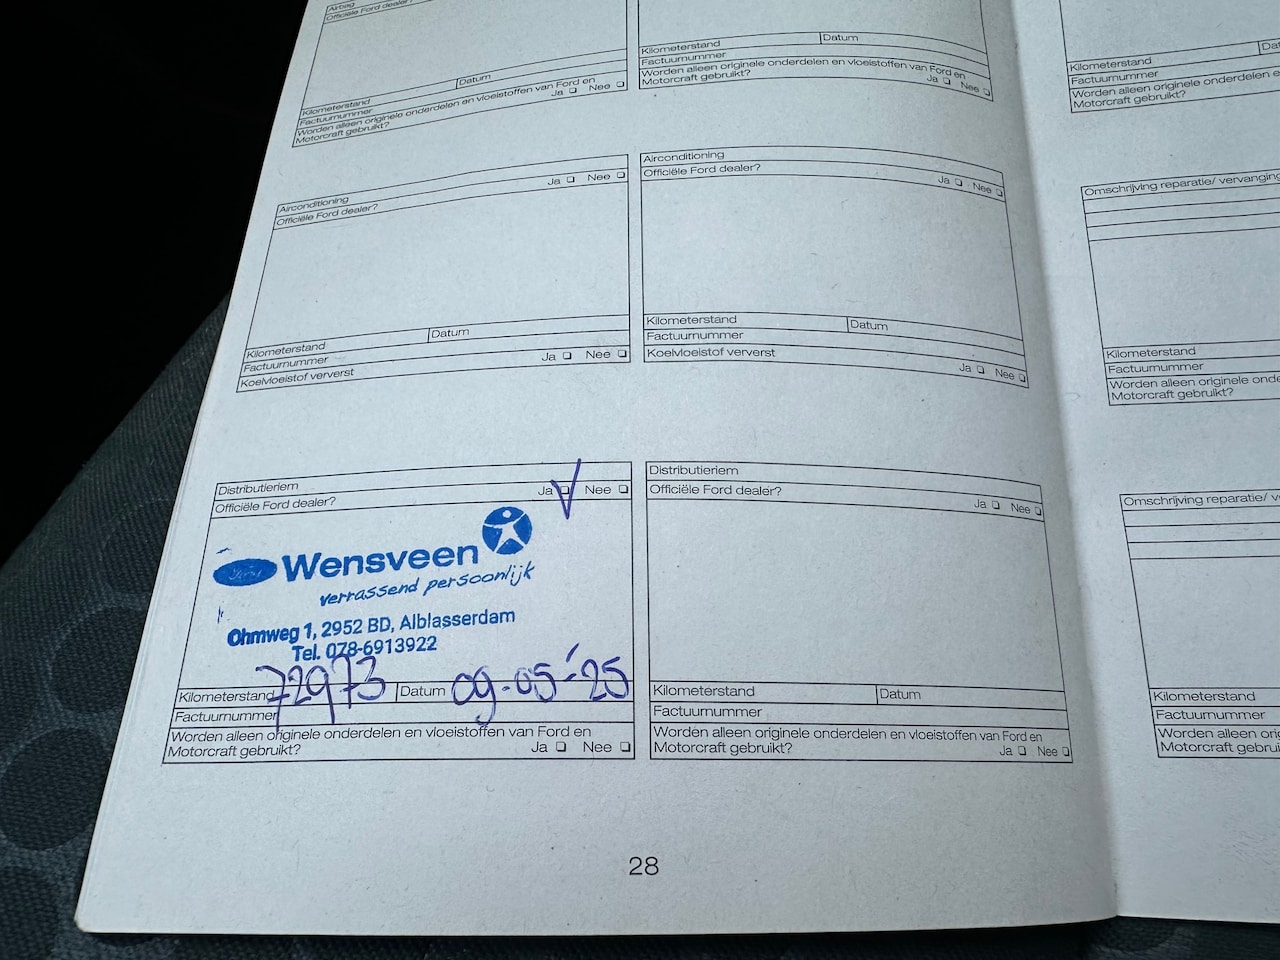 Airbag
Officiële Ford dealer?
Kilometerstand Datum
Factuurnummer
Worden alleen originele onderdelen en vloeistoffen van Ford en
Motorcraft gebruikt? Ja Nee
Kilometerstand Datum
Factuurnummer
Worden alleen originele onderdelen en vloeistoffen van Ford en
Motorcraft gebruikt? Ja Nee
Kilometerstand
Factuurnummer
Worden alleen originele onderdelen
Motorcraft gebruikt?
Airconditioning
Officiële Ford dealer? Ja Nee
Kilometerstand Datum
Factuurnummer
Koelvloeistof ververst Ja Nee
Airconditioning
Officiële Ford dealer? Ja Nee
Kilometerstand Datum
Factuurnummer
Koelvloeistof ververst Ja Nee
Omschrijving reparatie/ vervanging
Kilometerstand
Factuurnummer
Worden alleen originele
Motorcraft gebruikt?
Distributieriem
Officiële Ford dealer? Ja Nee
Ford Wensveen
verrassend persoonlijk
Ohmweg 1, 2952 BD, Alblasserdam
Tel. 078-6913922
Kilometerstand 72973 Datum 09-05-'25
Factuurnummer
Worden alleen originele onderdelen en vloeistoffen van Ford en
Motorcraft gebruikt? Ja Nee
Distributieriem
Officiële Ford dealer? Ja Nee
Kilometerstand Datum
Factuurnummer
Worden alleen originele onderdelen en vloeistoffen van Ford en
Motorcraft gebruikt? Ja Nee
Omschrijving reparatie/
Kilometerstand
Factuurnummer
Worden alleen
Motorcraft
28